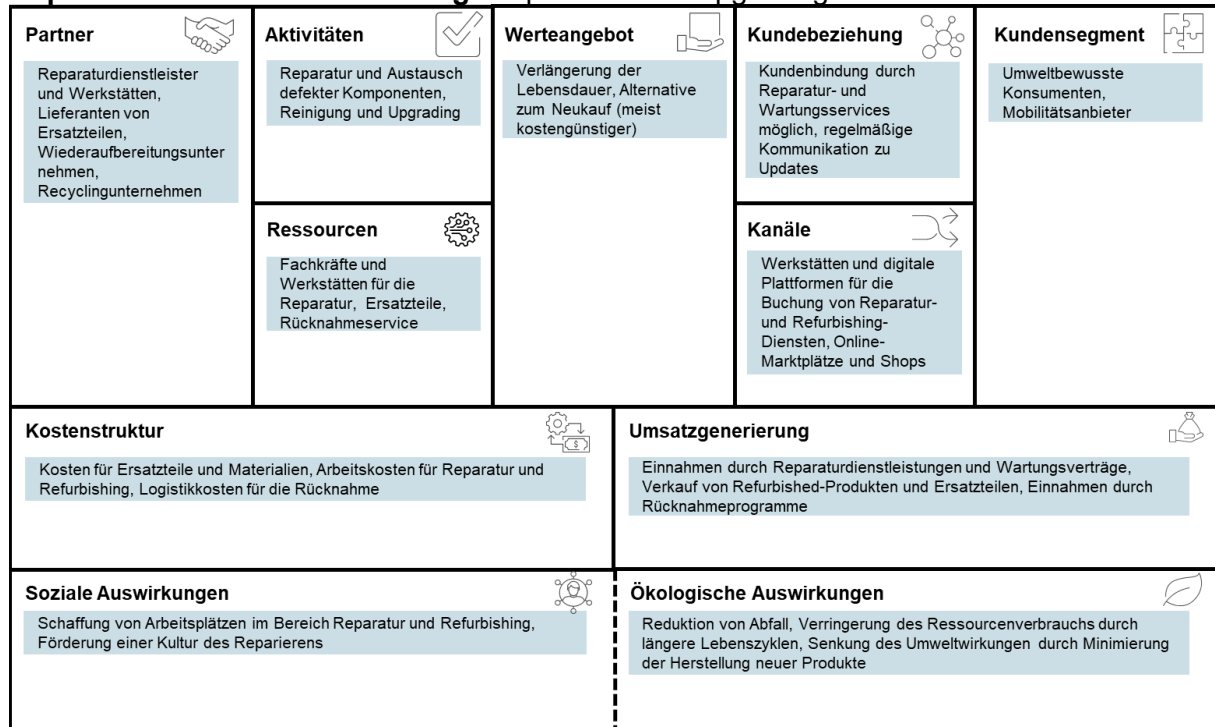 Partner
Reparaturdienstleister
und Werkstätten,
Lieferanten von
Ersatzteilen,
Wiederaufbereitungsunter
nehmen,
Recyclingunternehmen
Aktivitäten
Reparatur und Austausch
defekter Komponenten,
Reinigung und Upgrading
Ressourcen
Fachkräfte und
Werkstätten für die
Reparatur, Ersatzteile,
Rücknahmeservice
Werteangebot
Verlängerung der
Lebensdauer, Alternative
zum Neukauf (meist
kostengünstiger)
Kundebeziehung
Kundenbindung durch
Reparatur- und
Wartungsservices
möglich, regelmäßige
Kommunikation zu
Updates
Kanäle
Werkstätten und digitale
Plattformen für die
Buchung von Reparatur-
und Refurbishing-
Diensten, Online-
Marktplätze und Shops
Kundensegment
Umweltbewusste
Konsumenten,
Mobilitätsanbieter
Kostenstruktur
$
Kosten für Ersatzteile und Materialien, Arbeitskosten für Reparatur und
Refurbishing, Logistikkosten für die Rücknahme
Umsatzgenerierung
Einnahmen durch Reparaturdienstleistungen und Wartungsverträge,
Verkauf von Refurbished-Produkten und Ersatzteilen, Einnahmen durch
Rücknahmeprogramme
Soziale Auswirkungen
Schaffung von Arbeitsplätzen im Bereich Reparatur und Refurbishing,
Förderung einer Kultur des Reparierens
Ökologische Auswirkungen
Reduktion von Abfall, Verringerung des Ressourcenverbrauchs durch
längere Lebenszyklen, Senkung des Umweltwirkungen durch Minimierung
der Herstellung neuer Produkte